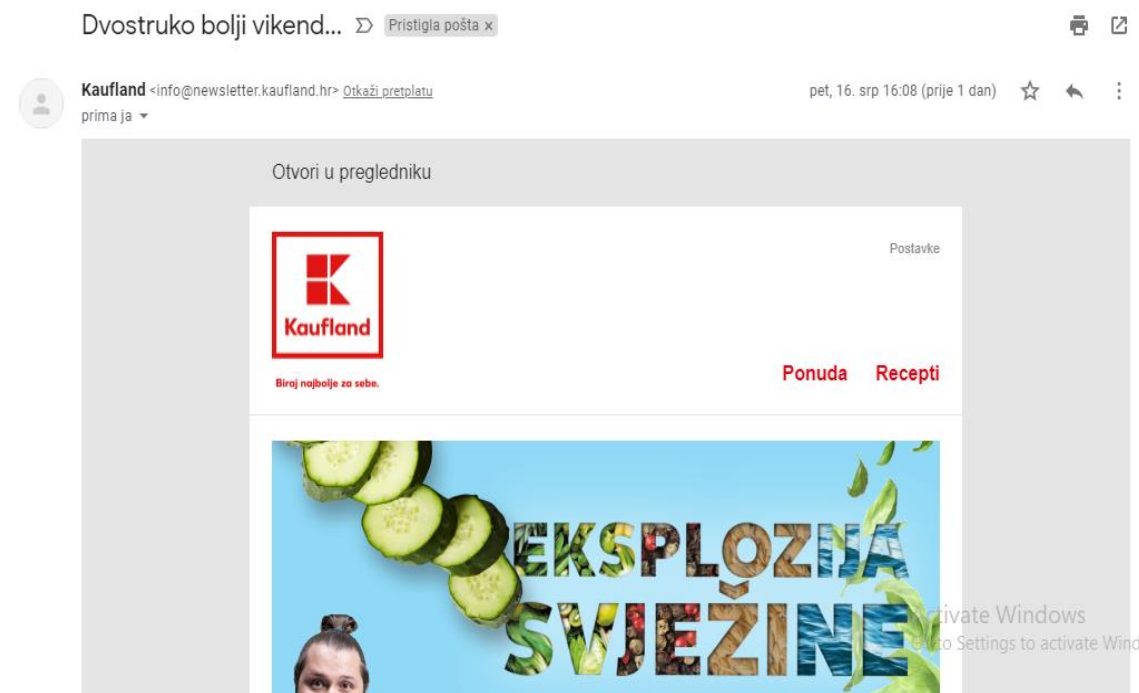 Dvostruko bolji vikend... Pristigla pošta x
Kaufland <info@newsletter.kaufland.hr> Otkaži pretplatu pet, 16. srp 16:08 (prije 1 dan)
prima ja
Otvori u pregledniku
Postavke
Kaufland
Biraj najbolje za sebe.
Ponuda Recepti
EKSPLOZIJA
SVJEŽINE
Activate Windows
to Settings to activate Wind